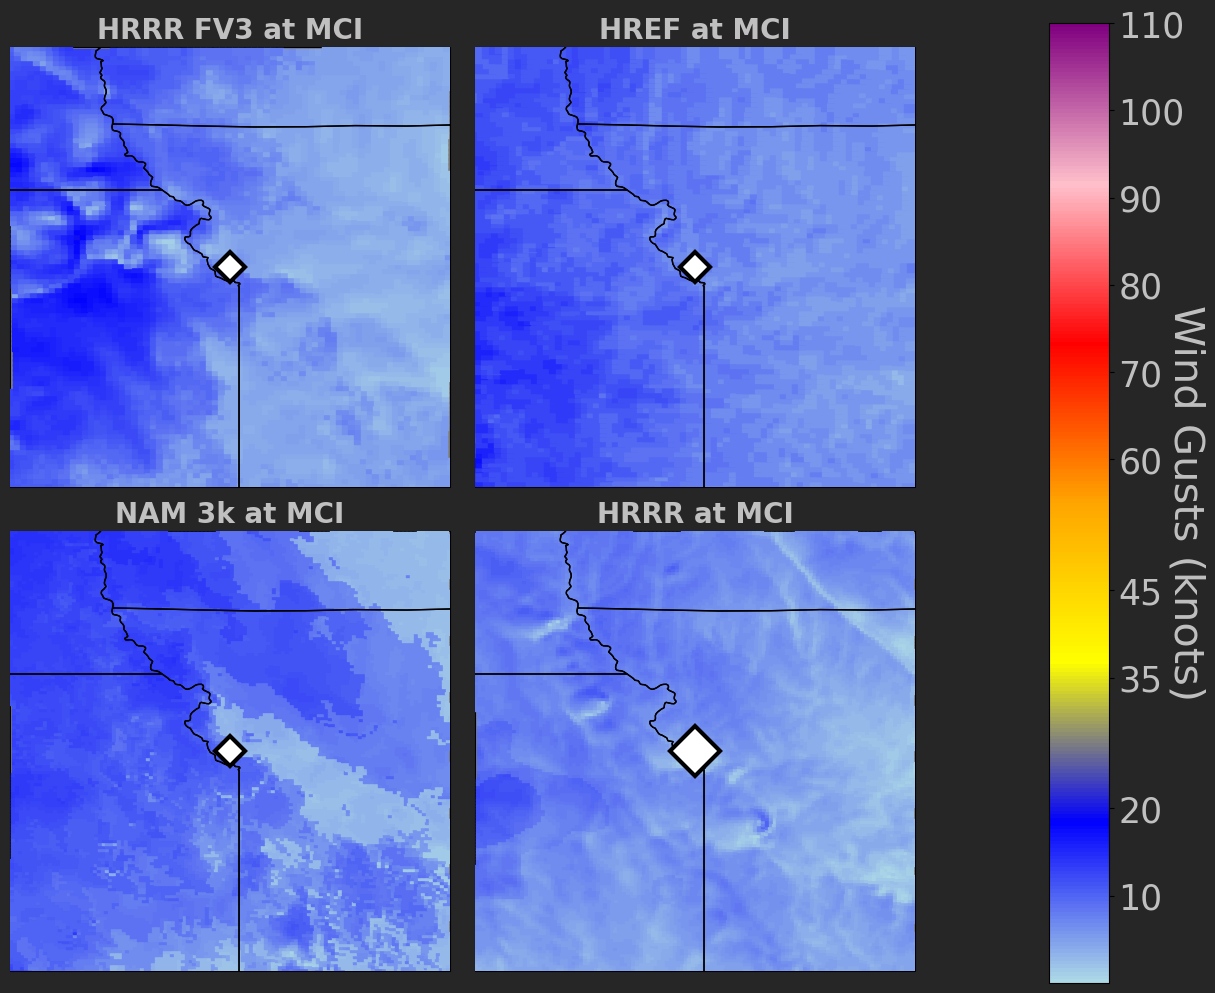 HRRR FV3 at MCI
HREF at MCI
NAM 3k at MCI
HRRR at MCI
110
100
90
80
70
60
45
35
20
10
Wind Gusts (knots)